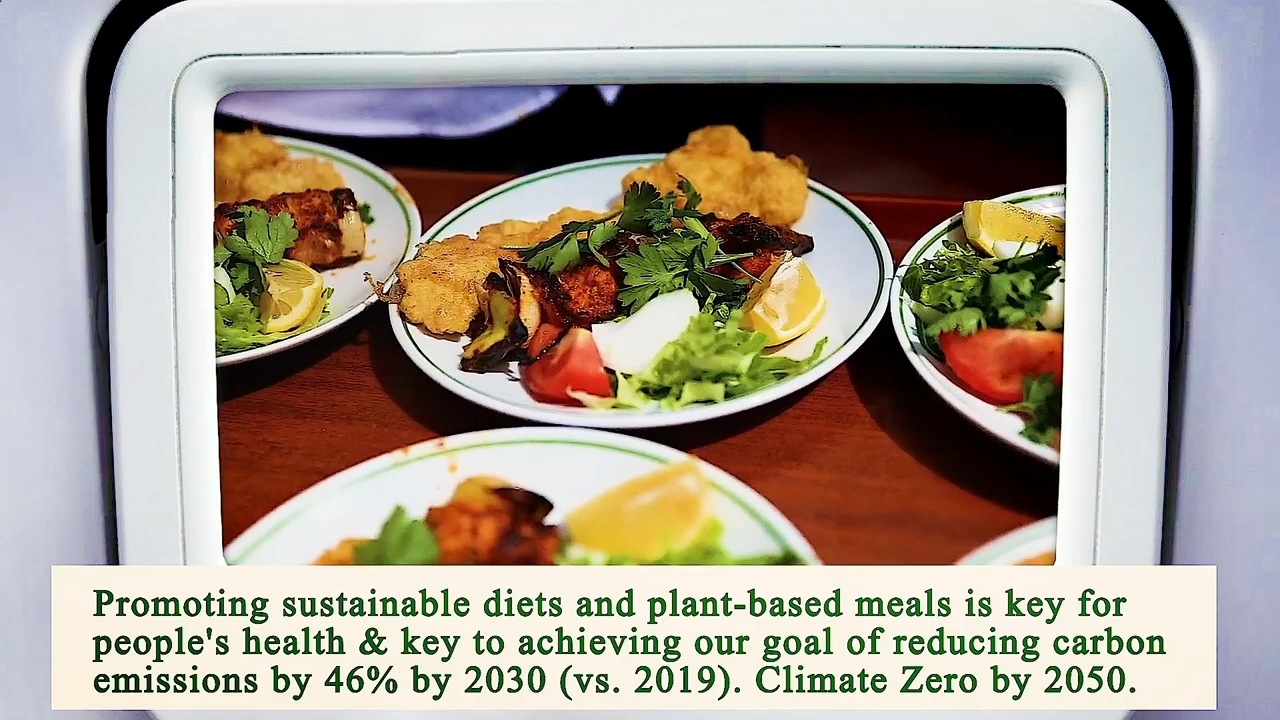 Promoting sustainable diets and plant-based meals is key for
people's health & key to achieving our goal of reducing carbon
emissions by 46% by 2030 (vs. 2019). Climate Zero by 2050.